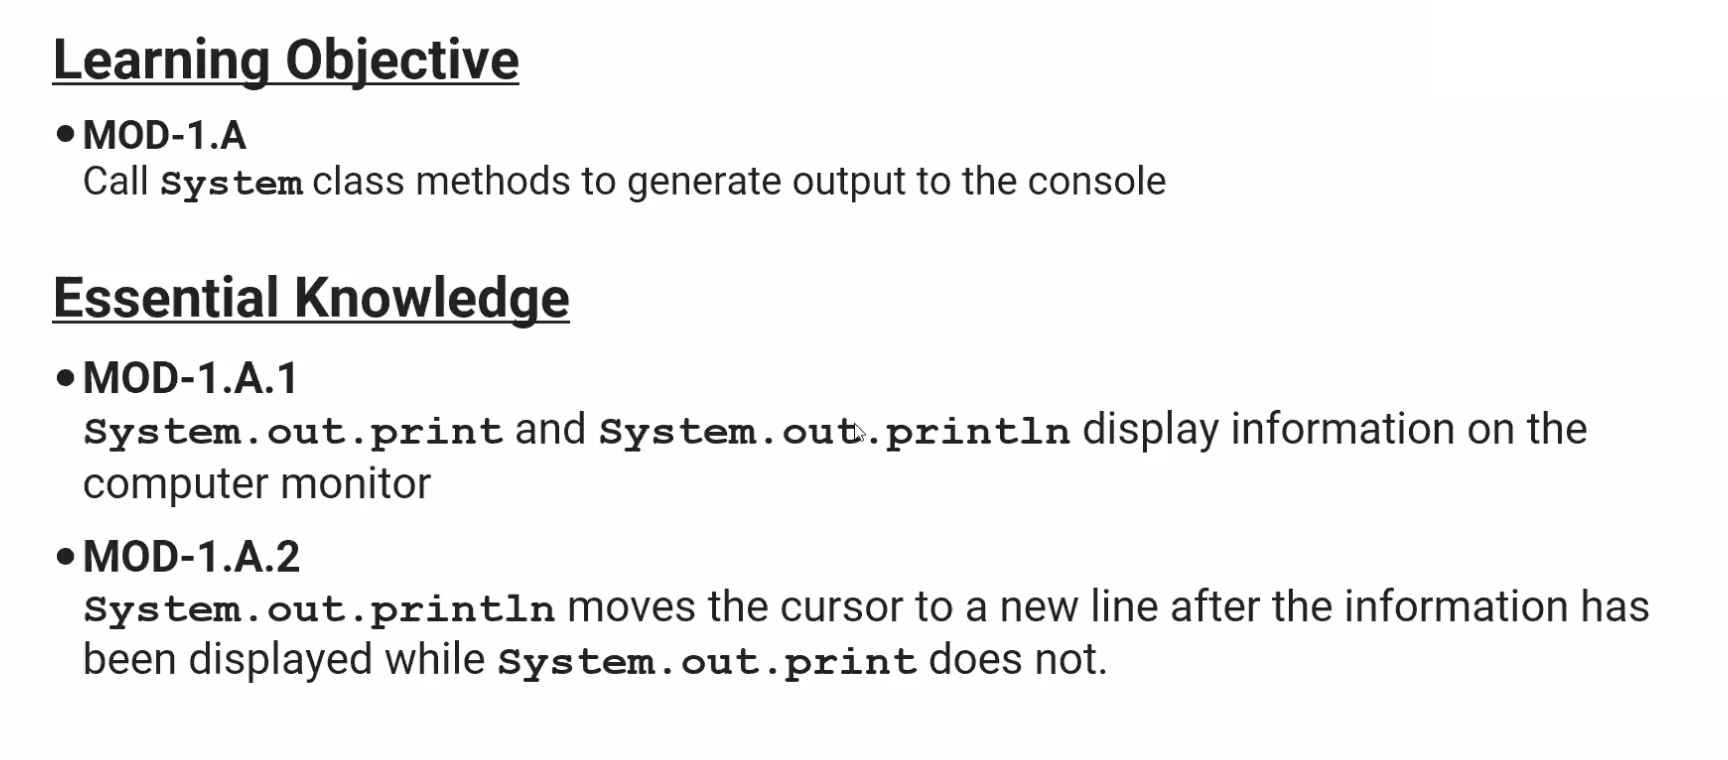 Learning Objective
• MOD-1.A
Call System class methods to generate output to the console
Essential Knowledge
• MOD-1.A.1
System.out.print and System.out.println display information on the
computer monitor
• MOD-1.A.2
System.out.println moves the cursor to a new line after the information has
been displayed while System.out.print does not.